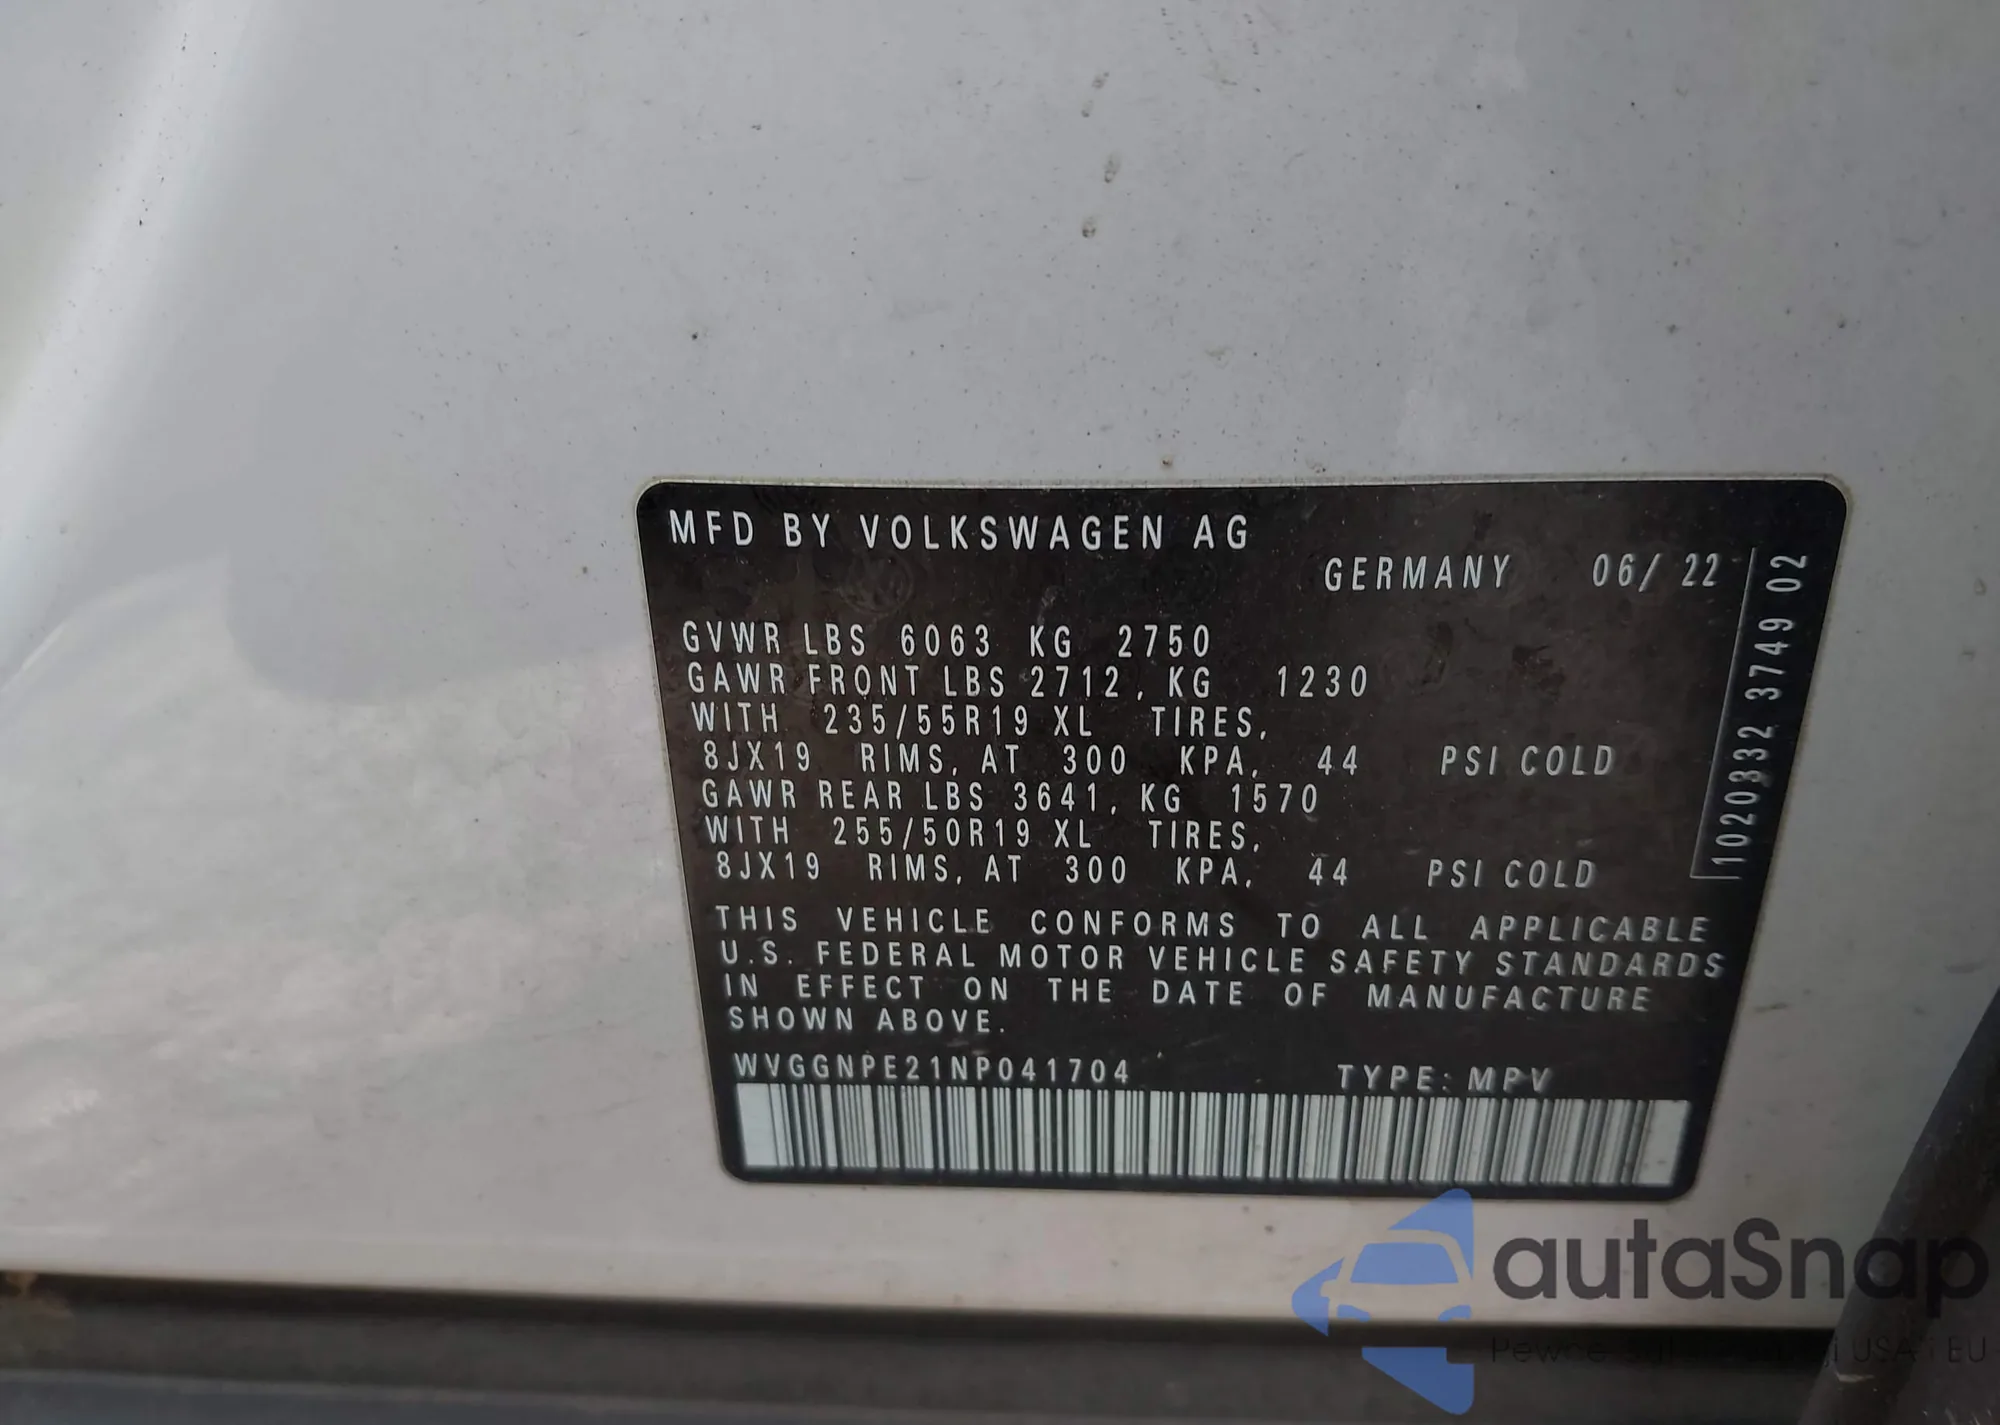 MFD BY VOLKSWAGEN AG
GERMANY 06/ 22
GVWR LBS 6063 KG 2750
GAWR FRONT LBS 2712, KG 1230
WITH 235/55R19 XL TIRES,
8JX19 RIMS, AT 300 KPA, 44 PSI COLD
GAWR REAR LBS 3641, KG 1570
WITH 255/50R19 XL TIRES,
8JX19 RIMS, AT 300 KPA, 44 PSI COLD
THIS VEHICLE CONFORMS TO ALL APPLICABLE
U.S. FEDERAL MOTOR VEHICLE SAFETY STANDARDS
IN EFFECT ON THE DATE OF MANUFACTURE
SHOWN ABOVE.
WVGGNPE21NP041704 TYPE: MPV
1020332 3749 02
autaSnap
Pewne USA EU